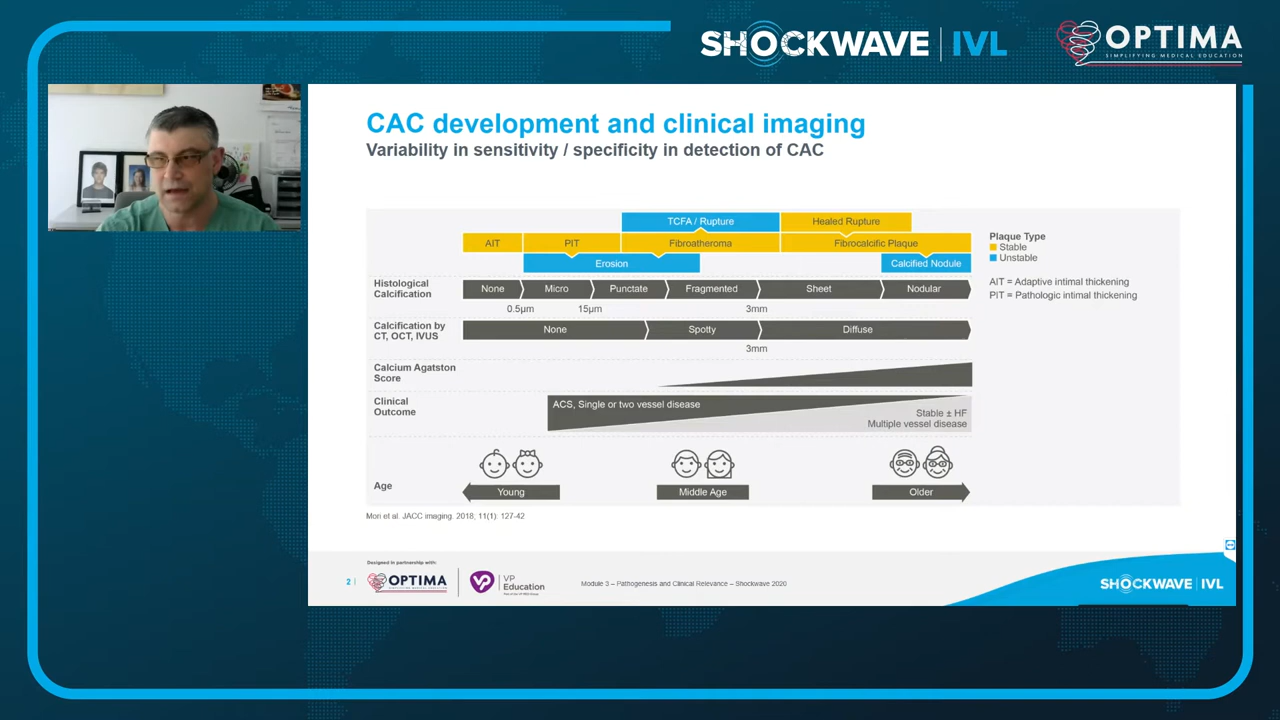 SHOCKWAVE | IVL
OPTIMA
SIMPLIFYING MEDICAL EDUCATION
CAC development and clinical imaging
Variability in sensitivity / specificity in detection of CAC
TCFA / Rupture
Healed Rupture
AIT
PIT
Fibroatheroma
Fibrocalcific Plaque
Erosion
Calcified Nodule
Plaque Type
Stable
Unstable
AIT = Adaptive intimal thickening
PIT = Pathologic intimal thickening
Histological
Calcification
None
Micro
Punctate
Fragmented
Sheet
Nodular
0.5µm
15µm
3mm
Calcification by
CT, OCT, IVUS
None
Spotty
Diffuse
3mm
Calcium Agatston
Score
Clinical
Outcome
ACS, Single or two vessel disease
Stable ± HF
Multiple vessel disease
Age
Young
Middle Age
Older
Mori et al. JACC imaging. 2018, 11(1): 127-42
Designed in partnership with:
2 |
OPTIMA
VP
Education
Module 3 – Pathogenesis and Clinical Relevance – Shockwave 2020
SHOCKWAVE | IVL